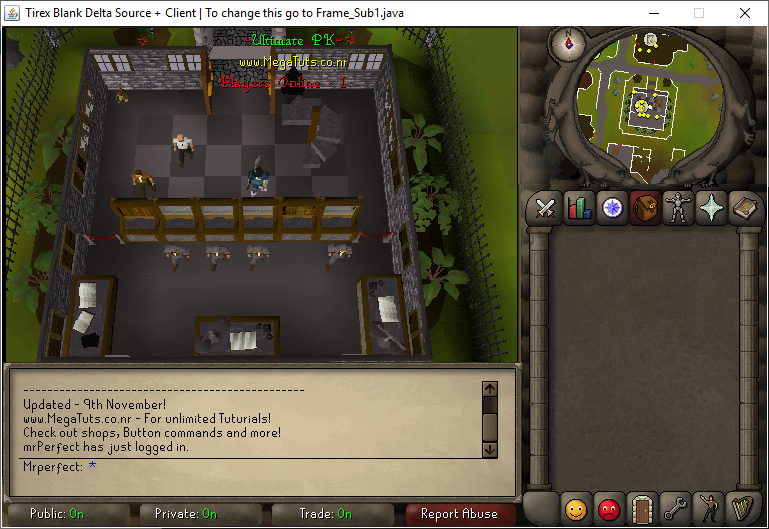 Tirex Blank Delta Source + Client | To change this go to Frame_Sub1.java
~Ultimate PK~
www.MegaTuts.co.nr
Players Online - 1
------------------------------------------------
Updated - 9th November!
www.MegaTuts.co.nr - For unlimited Tuturials!
Check out shops, Button commands and more!
mrPerfect has just logged in.
Mrperfect: *
Public: On Private: On Trade: On Report Abuse